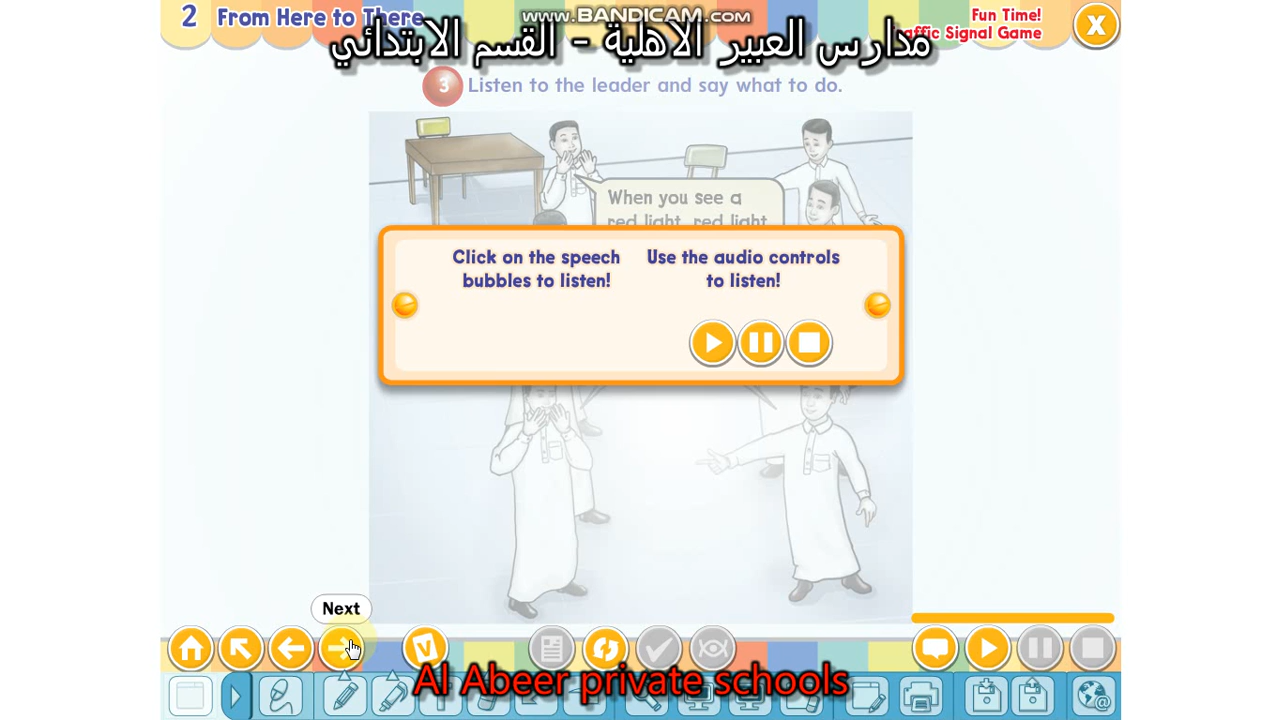 2 From Here to There
www.BANDICAM.com
Fun Time!
affic Signal Game
X
مدارس العبير الاهلية - القسم الابتدائي
3 Listen to the leader and say what to do.
When you see a
red light, red light
Click on the speech
bubbles to listen!
Use the audio controls
to listen!
Next
V
Al Abeer private schools